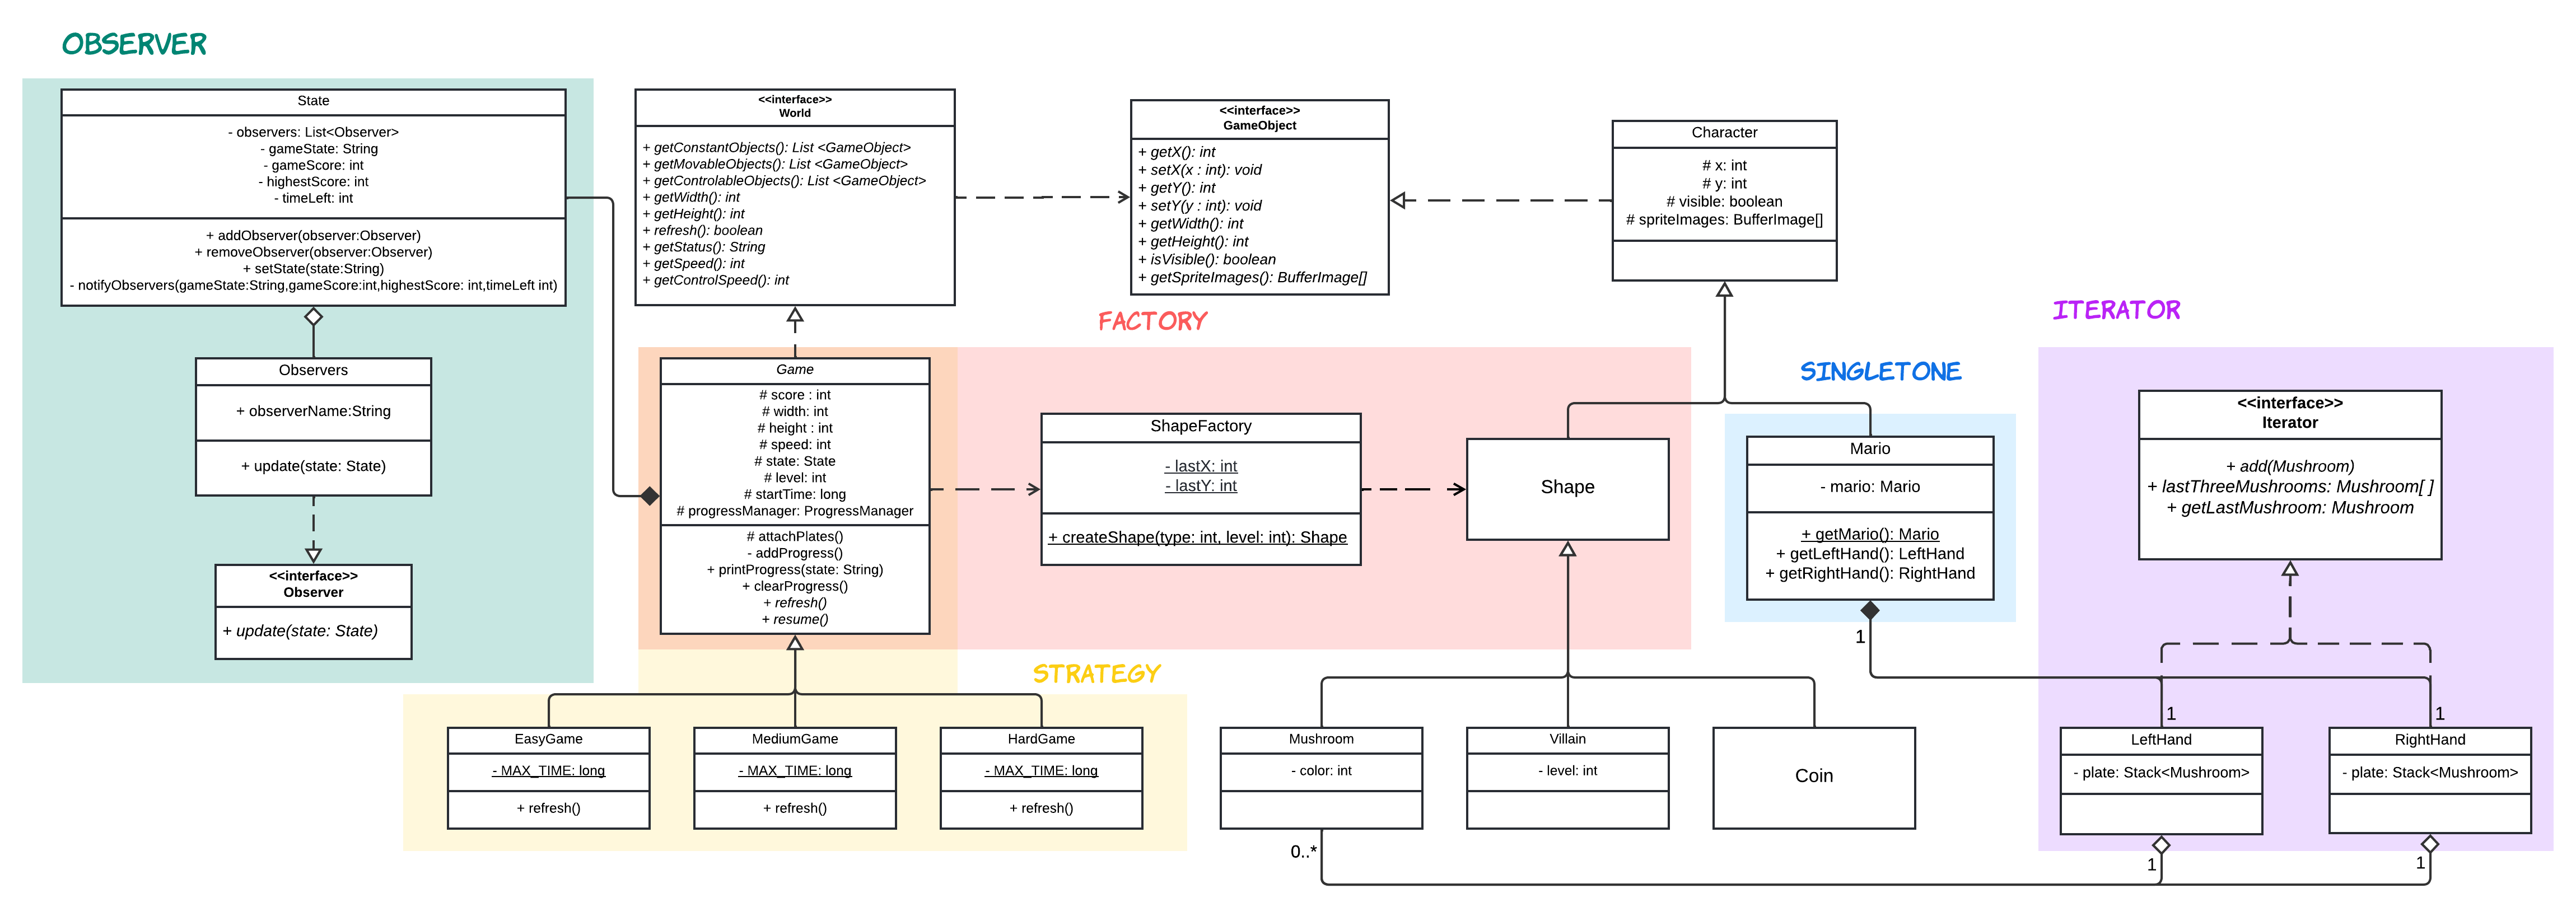 OBSERVER
State
- observers: List<Observer>
- gameState: String
- gameScore: int
- highestScore: int
- timeLeft: int
+ addObserver(observer:Observer)
+ removeObserver(observer:Observer)
+ setState(state:String)
- notifyObservers(gameState:String,gameScore:int,highestScore: int,timeLeft int)
Observers
+ observerName:String
+ update(state: State)
<<interface>>
Observer
+ update(state: State)
<<interface>>
World
+ getConstantObjects(): List <GameObject>
+ getMovableObjects(): List <GameObject>
+ getControlableObjects(): List <GameObject>
+ getWidth(): int
+ getHeight(): int
+ refresh(): boolean
+ getStatus(): String
+ getSpeed(): int
+ getControlSpeed(): int
<<interface>>
GameObject
+ getX(): int
+ setX(x : int): void
+ getY(): int
+ setY(y : int): void
+ getWidth(): int
+ getHeight(): int
+ isVisible(): boolean
+ getSpriteImages(): BufferImage[]
Character
# x: int
# y: int
# visible: boolean
# spriteImages: BufferImage[]
FACTORY
Game
# score : int
# width: int
# height : int
# speed: int
# state: State
# level: int
# startTime: long
# progressManager: ProgressManager
# attachPlates()
- addProgress()
+ printProgress(state: String)
+ clearProgress()
+ refresh()
+ resume()
ShapeFactory
- lastX: int
- lastY: int
+ createShape(type: int, level: int): Shape
Shape
SINGLETONE
Mario
- mario: Mario
+ getMario(): Mario
+ getLeftHand(): LeftHand
+ getRightHand(): RightHand
1
ITERATOR
<<interface>>
Iterator
+ add(Mushroom)
+ lastThreeMushrooms: Mushroom[ ]
+ getLastMushroom: Mushroom
STRATEGY
EasyGame
- MAX_TIME: long
+ refresh()
MediumGame
- MAX_TIME: long
+ refresh()
HardGame
- MAX_TIME: long
+ refresh()
Mushroom
- color: int
0..*
Villain
- level: int
Coin
1
LeftHand
- plate: Stack<Mushroom>
1
1
RightHand
- plate: Stack<Mushroom>
1